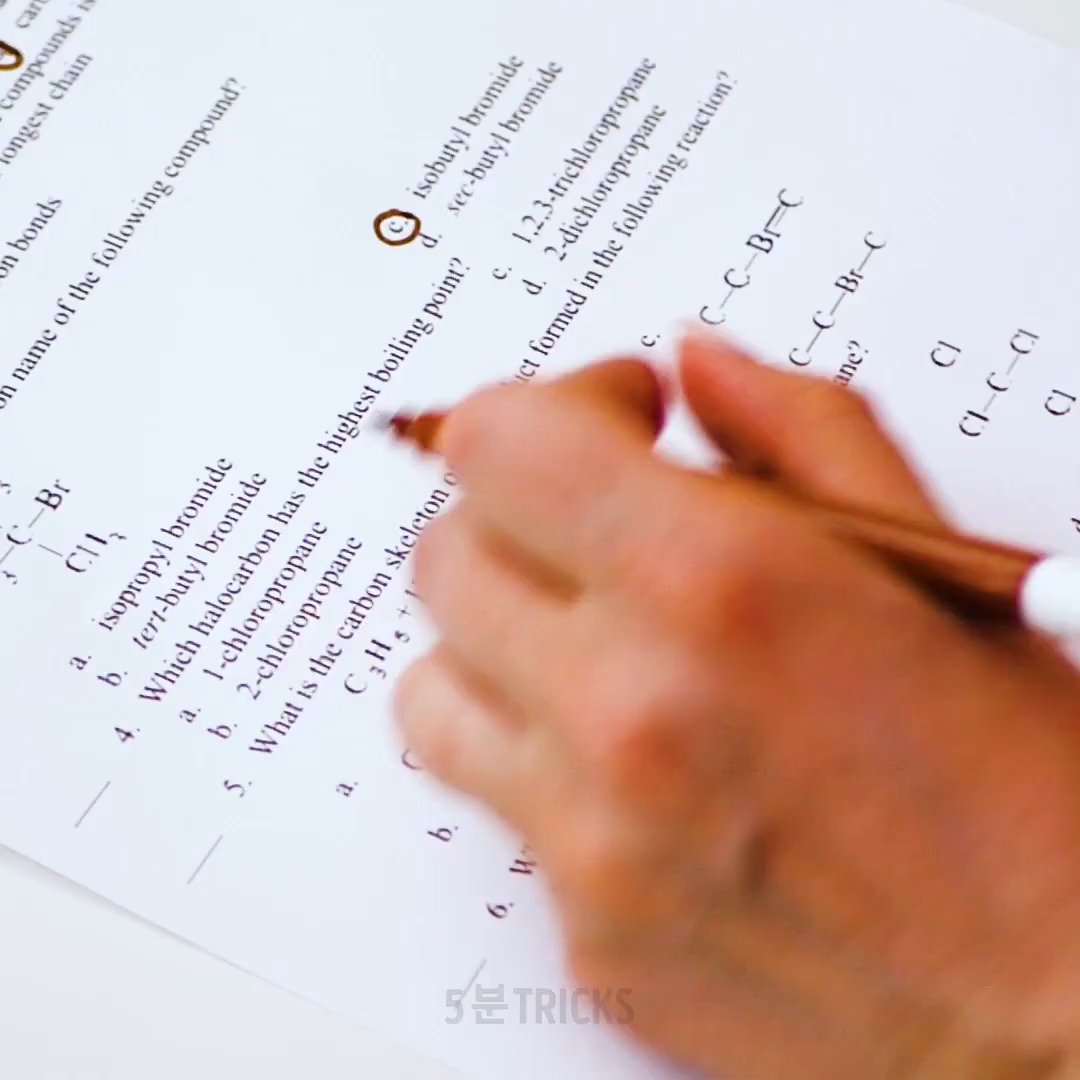 compounds is
longest chain
on bonds
on name of the following compound?
C—Br
CH3
a. isopropyl bromide
b. tert-butyl bromide
c. isobutyl bromide
d. sec-butyl bromide
4. Which halocarbon has the highest boiling point?
a. 1-chloropropane
b. 2-chloropropane
c. 1,2,3-trichloropropane
d. 2-dichloropropane
5. What is the carbon skeleton formed in the following reaction?
C3H +
a. C
c. C—C—Br=C
b.
C—C—Br—C
6. ane?
Cl
Cl—C—Cl
Cl
5분TRICKS